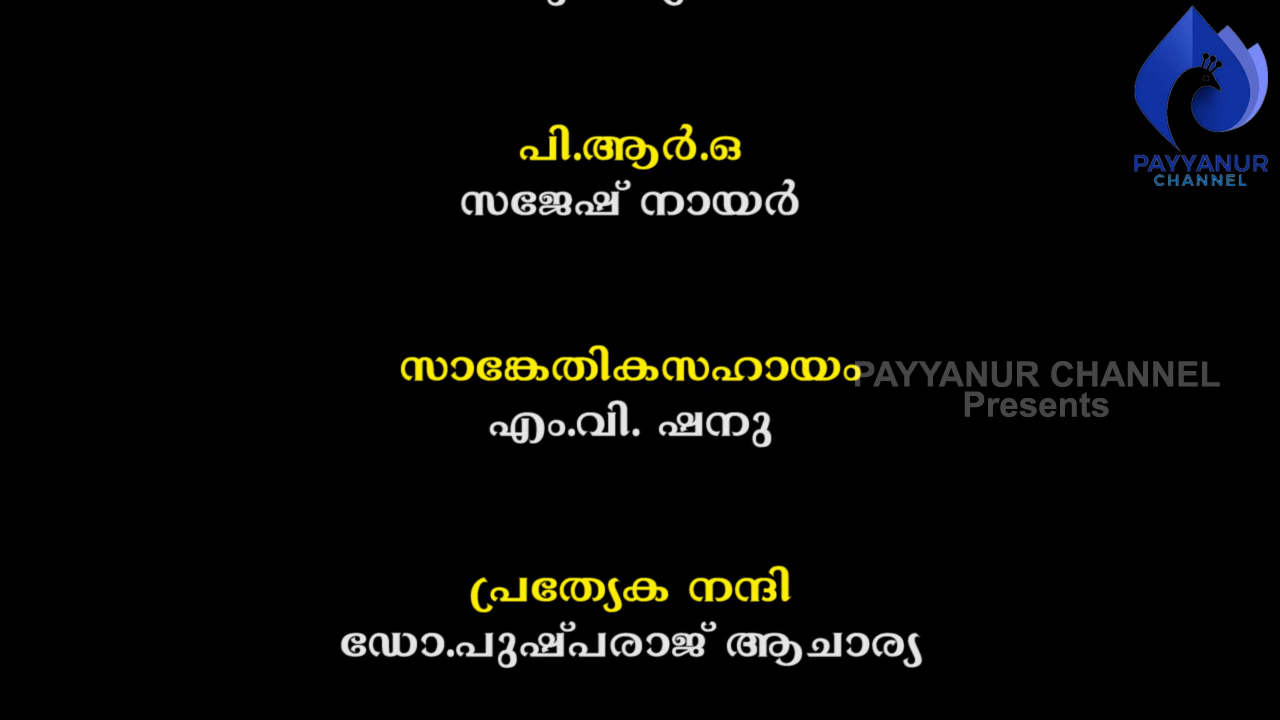 പി.ആർ.ഒ
സജേഷ് നായർ
സാങ്കേതികസഹായം
എം.വി. ഷനു
പ്രത്യേക നന്ദി
ഡോ.പുഷ്പരാജ് ആചാര്യ
PAYYANUR
CHANNEL
PAYYANUR CHANNEL
Presents